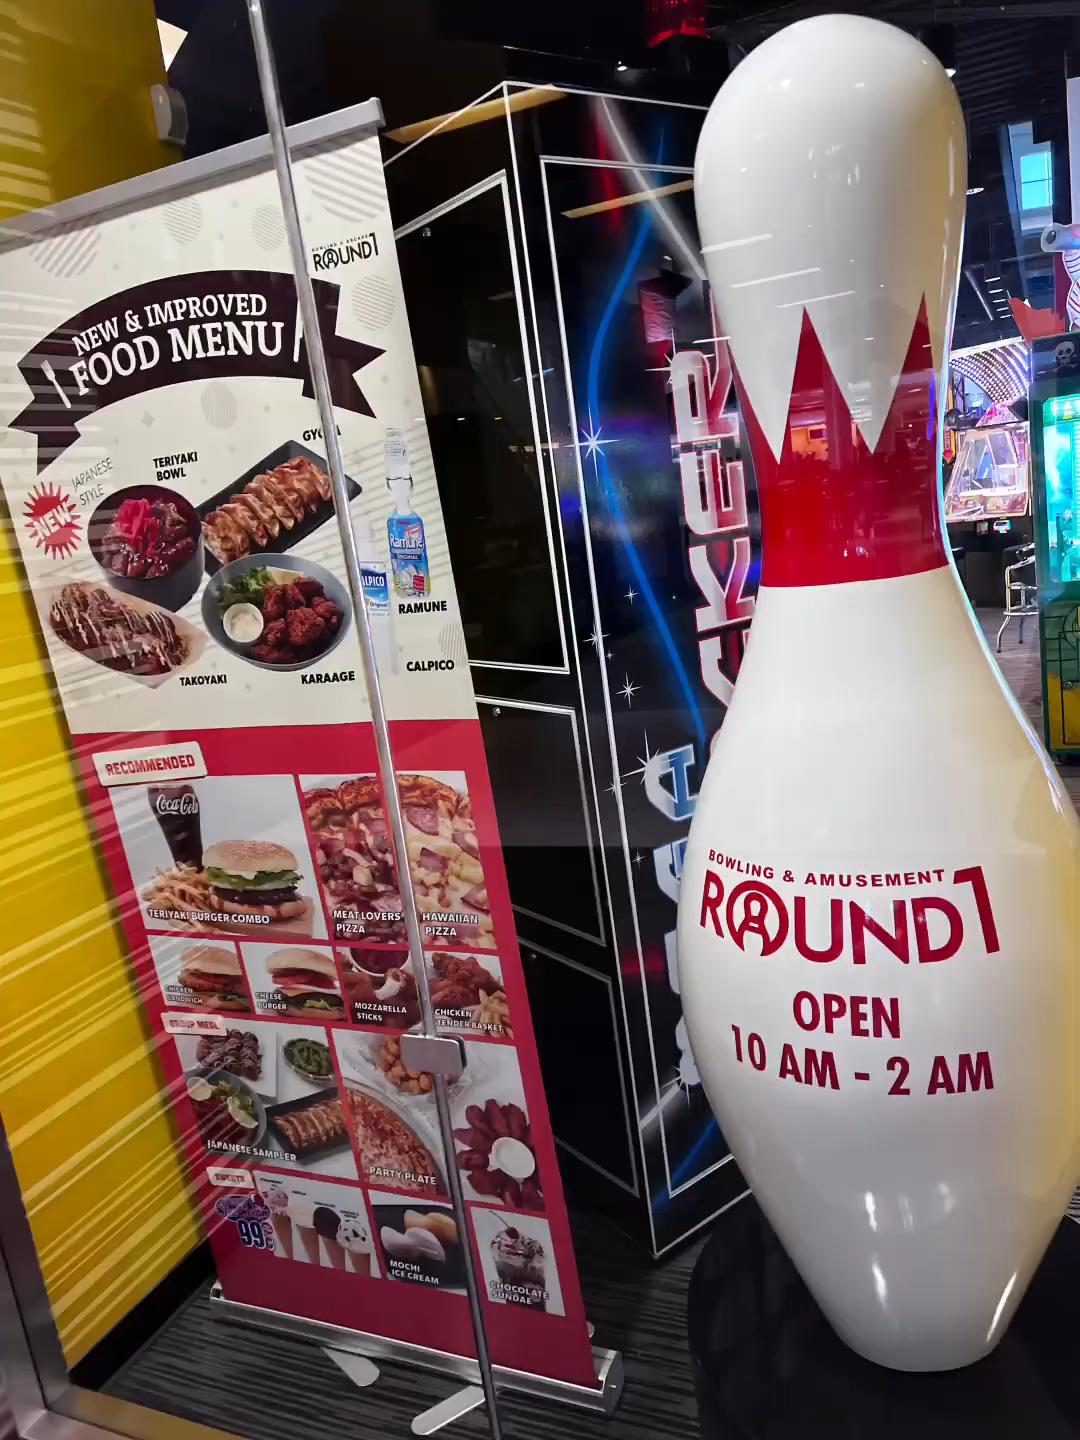 BOWLING & ARCADE
ROUND1
NEW & IMPROVED
FOOD MENU
NEW
JAPANESE
STYLE
TERIYAKI
BOWL
Ramune
ORIGINAL
RAMUNE
CALPICO
TAKOYAKI
KARAAGE
RECOMMENDED
Coca-Cola
TERIYAKI BURGER COMBO
MEAT LOVERS
PIZZA
HAWAIIAN
PIZZA
CHICKEN
SANDWICH
CHEESE
BURGER
MOZZARELLA
STICKS
CHICKEN
TENDER BASKET
GROUP MEAL
JAPANESE SAMPLER
PARTY PLATE
SWEETS
99¢
MOCHI
ICE CREAM
CHOCOLATE
SUNDAE
BOWLING & AMUSEMENT
ROUND1
OPEN
10 AM - 2 AM